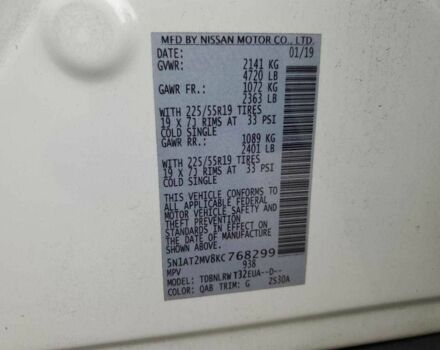 MFD BY NISSAN MOTOR CO., LTD.
DATE: 01/19
GVWR: 2141 KG
4720 LB
GAWR FR.: 1072 KG
2363 LB
WITH 225/55R19 TIRES
19 X 7J RIMS AT 33 PSI
COLD SINGLE
GAWR RR.: 1089 KG
2401 LB
WITH 225/55R19 TIRES
19 X 7J RIMS AT 33 PSI
COLD SINGLE
THIS VEHICLE CONFORMS TO
ALL APPLICABLE FEDERAL
MOTOR VEHICLE SAFETY
AND THEFT PREVENTION
STANDARDS IN EFFECT ON
THE DATE OF MANUFACTURE
SHOWN ABOVE.
5N1AT2MV8KC768299
MPV 938
MODEL: TDBNLRWT32EUA--D--
COLOR: QAB TRIM: G 2S30A